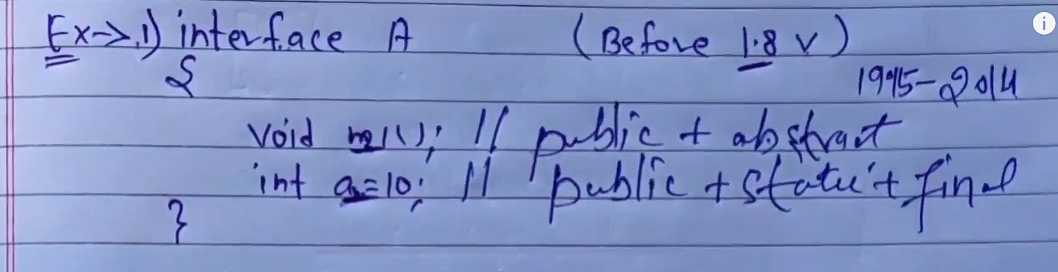 Ex->1) interface A (Before 1.8 v)
{ 1995-2014
void m1(); // public + abstract
int a=10; // public + static + final
}